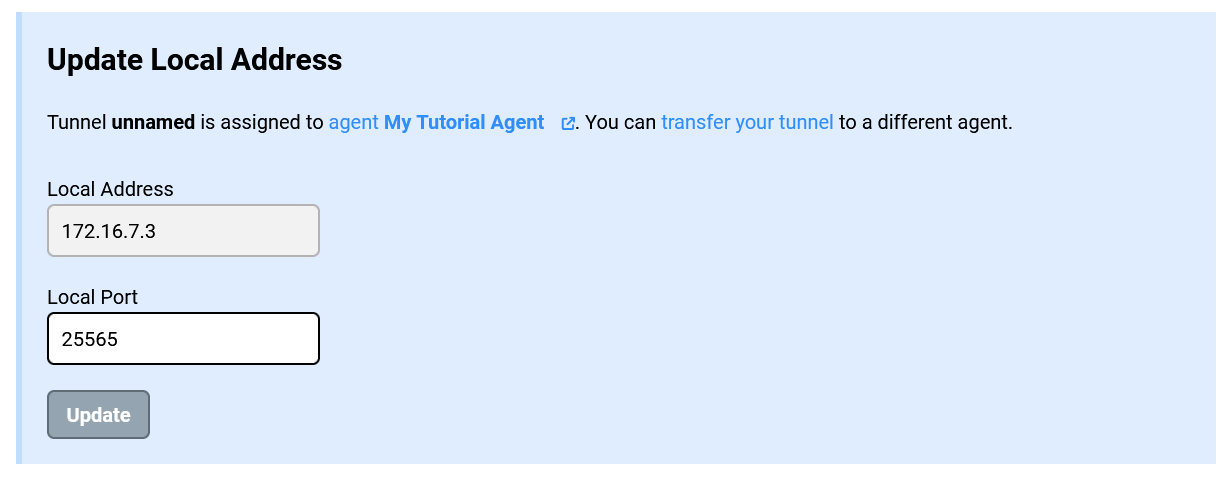 Update Local Address
Tunnel unnamed is assigned to agent My Tutorial Agent . You can transfer your tunnel to a different agent.
Local Address
172.16.7.3
Local Port
25565
Update